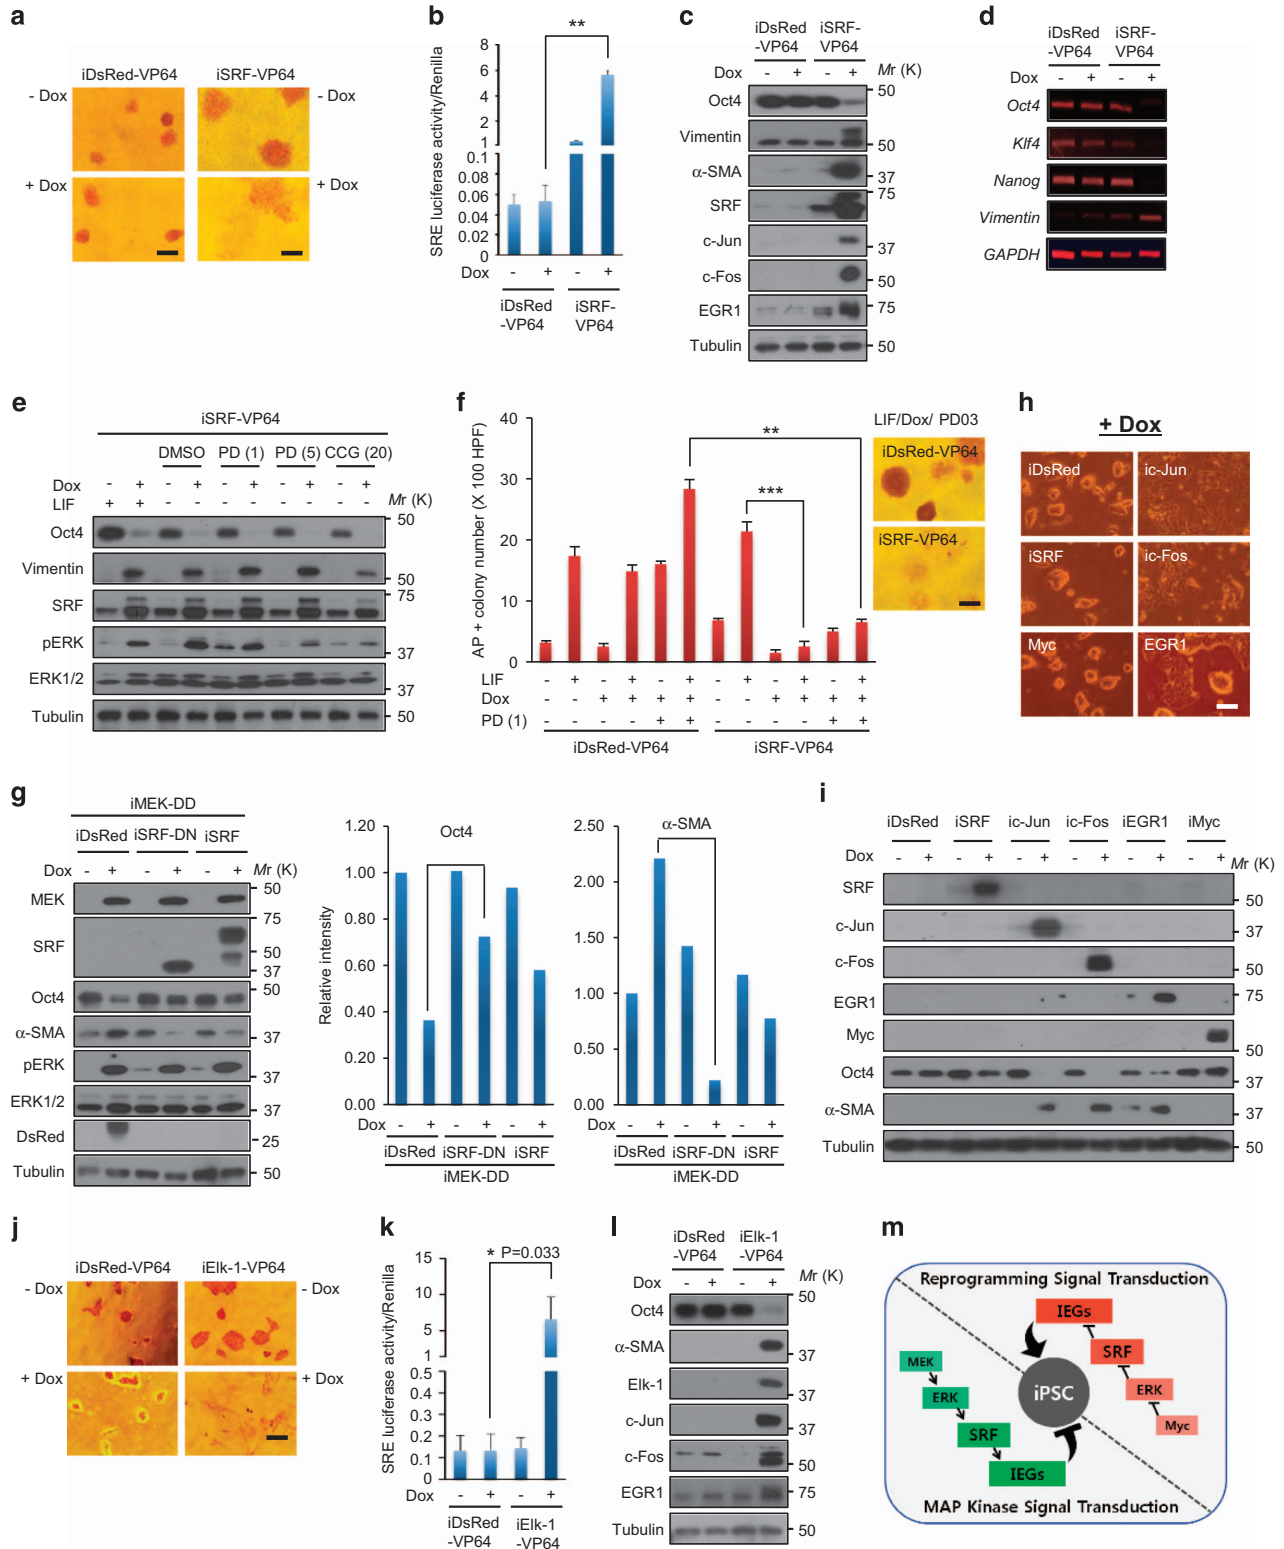 a
iDsRed-VP64 iSRF-VP64
- Dox - Dox
+ Dox + Dox
b
**
SRE luciferase activity/Renilla
8
6
4
2
1
0.1
0.08
0.06
0.04
0.02
0
Dox - + - +
iDsRed
-VP64
iSRF-
VP64
c
iDsRed
-VP64
iSRF-
VP64
Dox - + - + Mr (K)
Oct4 50
Vimentin 50
α-SMA 37
SRF 75
c-Jun 37
c-Fos 50
EGR1 75
Tubulin 50
d
iDsRed
-VP64
iSRF-
VP64
Dox - + - +
Oct4
Klf4
Nanog
Vimentin
GAPDH
e
iSRF-VP64
DMSO PD (1) PD (5) CCG (20)
Dox - + - + - + - + - +
LIF + + Mr (K)
Oct4 50
Vimentin 50
SRF 75
pERK 37
ERK1/2 37
Tubulin 50
f
AP + colony number (X 100 HPF)
40
30
20
10
0
**
***
LIF - + - + - + - + - + - +
Dox - - + + + + - - + + + +
PD (1) - - - - + + - - - - + +
iDsRed-VP64 iSRF-VP64
LIF/Dox/ PD03
iDsRed-VP64
iSRF-VP64
h
+ Dox
iDsRed ic-Jun
iSRF ic-Fos
Myc EGR1
g
iMEK-DD
iDsRed iSRF-DN iSRF
Dox - + - + - + Mr (K)
MEK 50
SRF 75
50
37
Oct4 50
α-SMA 37
pERK 37
ERK1/2 37
DsRed 25
Tubulin 50
Relative intensity
Oct4
1.20
1.00
0.80
0.60
0.40
0.20
0.00
Dox - + - + - +
iDsRed iSRF-DN iSRF
iMEK-DD
α-SMA
2.50
2.00
1.50
1.00
0.50
0.00
Dox - + - + - +
iDsRed iSRF-DN iSRF
iMEK-DD
i
iDsRed iSRF ic-Jun ic-Fos iEGR1 iMyc
Dox - + - + - + - + - + - + Mr (K)
SRF 50
c-Jun 37
c-Fos 50
EGR1 75
Myc 50
Oct4 37
α-SMA 37
Tubulin 50
j
iDsRed-VP64 iElk-1-VP64
- Dox - Dox
+ Dox + Dox
k
* P=0.033
SRE luciferase activity/Renilla
15
10
5
1
0.5
0.4
0.3
0.2
0.1
0
Dox - + - +
iDsRed
-VP64
iElk-1
-VP64
l
iDsRed
-VP64
iElk-1
-VP64
Dox - + - + Mr (K)
Oct4 50
α-SMA 37
Elk-1 37
c-Jun 37
c-Fos 50
EGR1 75
Tubulin 50
m
Reprogramming Signal Transduction
IEGs
SRF
ERK
Myc
iPSC
MEK
ERK
SRF
IEGs
MAP Kinase Signal Transduction